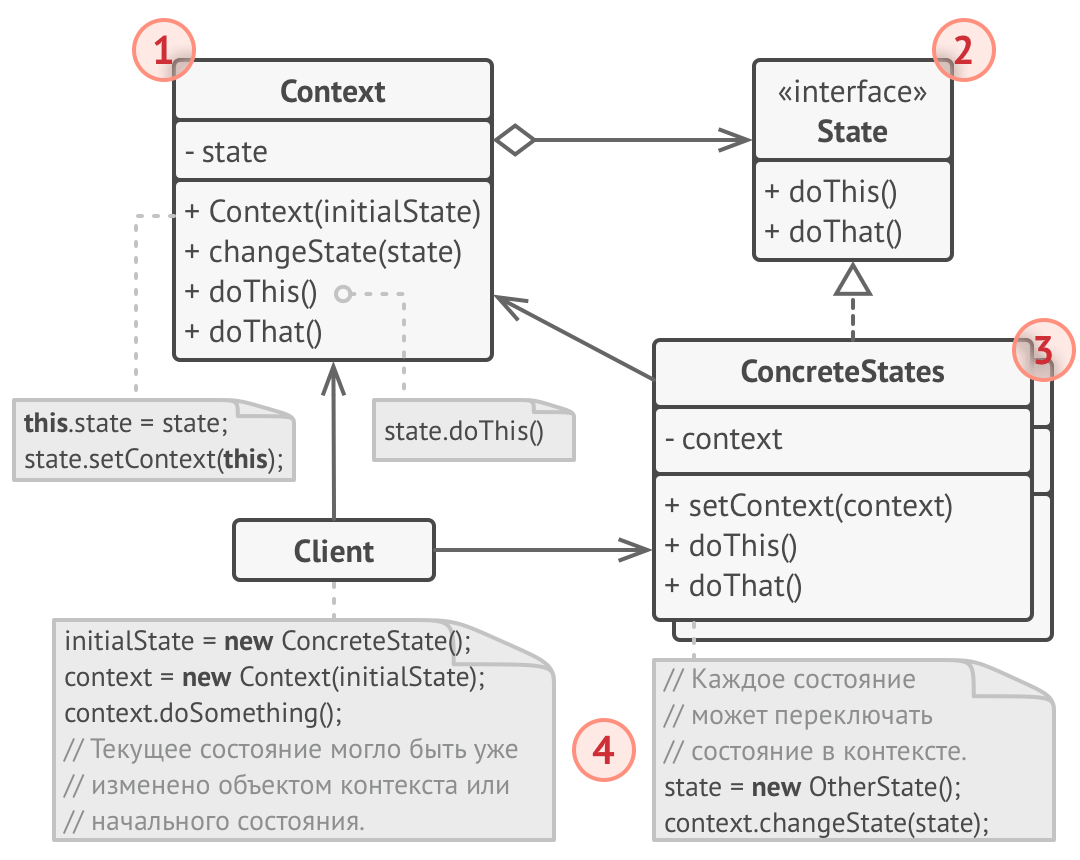 1
Context
- state
+ Context(initialState)
+ changeState(state)
+ doThis()
+ doThat()
2
«interface»
State
+ doThis()
+ doThat()
3
ConcreteStates
- context
+ setContext(context)
+ doThis()
+ doThat()
this.state = state;
state.setContext(this);
state.doThis()
Client
initialState = new ConcreteState();
context = new Context(initialState);
context.doSomething();
// Текущее состояние могло быть уже
// изменено объектом контекста или
// начального состояния.
4
// Каждое состояние
// может переключать
// состояние в контексте.
state = new OtherState();
context.changeState(state);